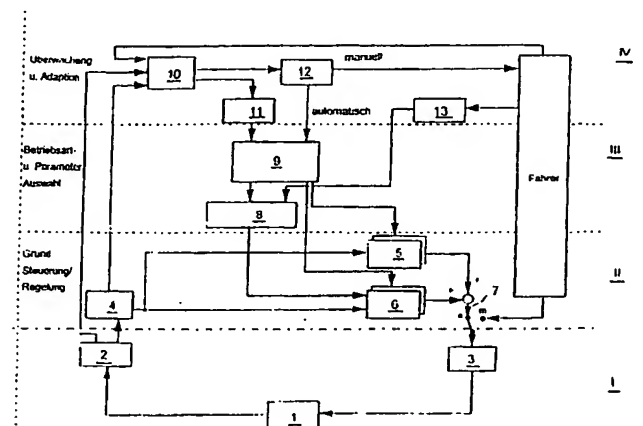 Überwachung
u. Adaption
10
12
manuell
IV
11
automatisch
13
Betriebsart-
u Parameter
Auswahl
9
III
Fahrer
8
Grund
Steuerung/
Regelung
5
II
4
6
7
m
2
3
I
1